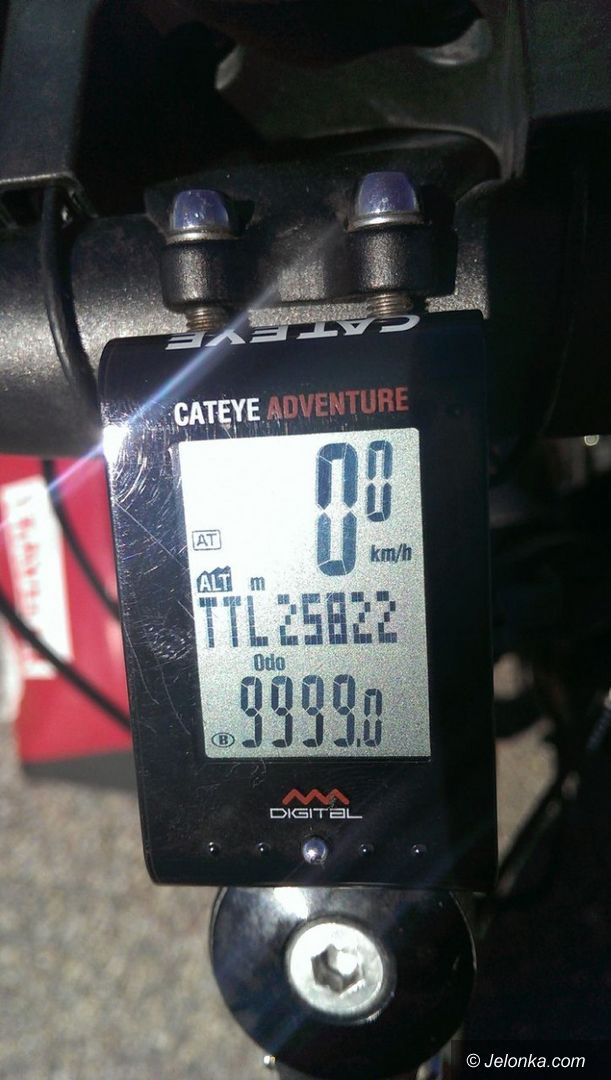 CATEYE
CATEYE ADVENTURE
0.0
AT
km/h
ALT m
TTL 25822
Odo
B 9999.0
DIGITAL
© Jelonka.com